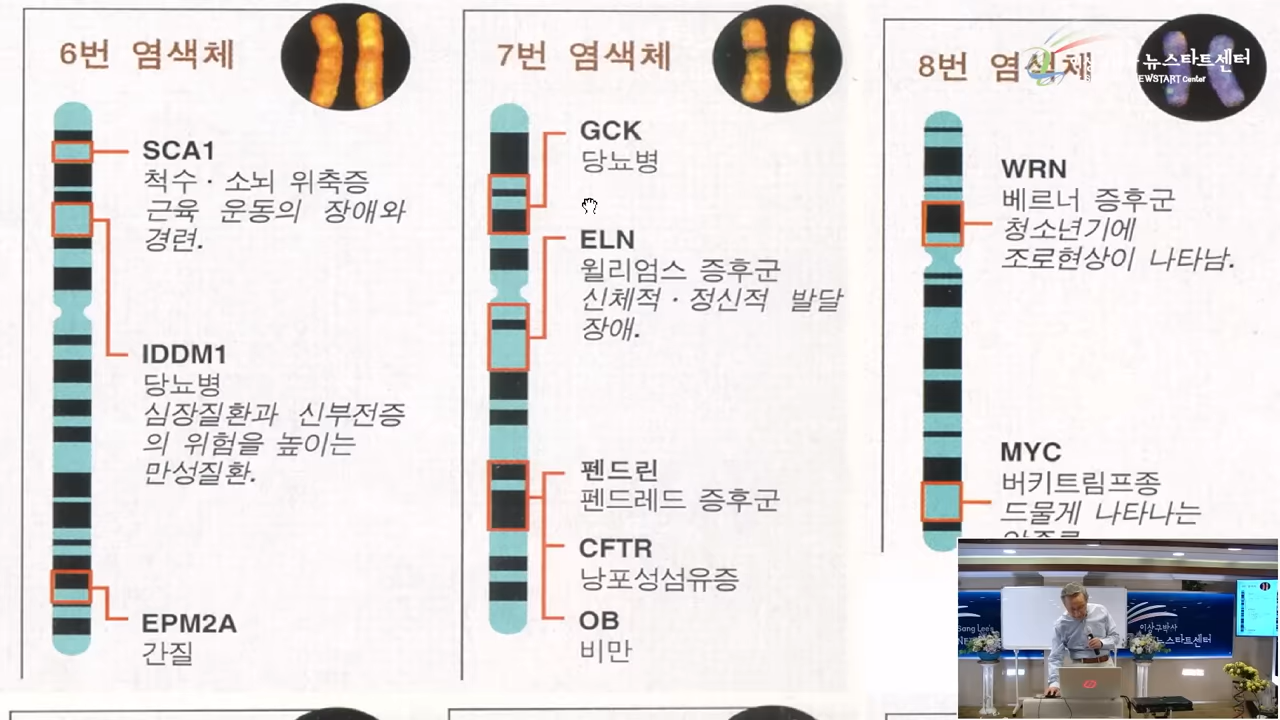 6번 염색체
SCA1
척수 · 소뇌 위축증
근육 운동의 장애와
경련.
IDDM1
당뇨병
심장질환과 신부전증
의 위험을 높이는
만성질환.
EPM2A
간질
7번 염색체
GCK
당뇨병
ELN
윌리엄스 증후군
신체적 · 정신적 발달
장애.
펜드린
펜드레드 증후군
CFTR
낭포성섬유증
OB
비만
8번 염색체
뉴스타트센터
NEWSTART Center
WRN
베르너 증후군
청소년기에
조로현상이 나타남.
MYC
버키트림프종
드물게 나타나는
이상구박사
뉴스타트센터